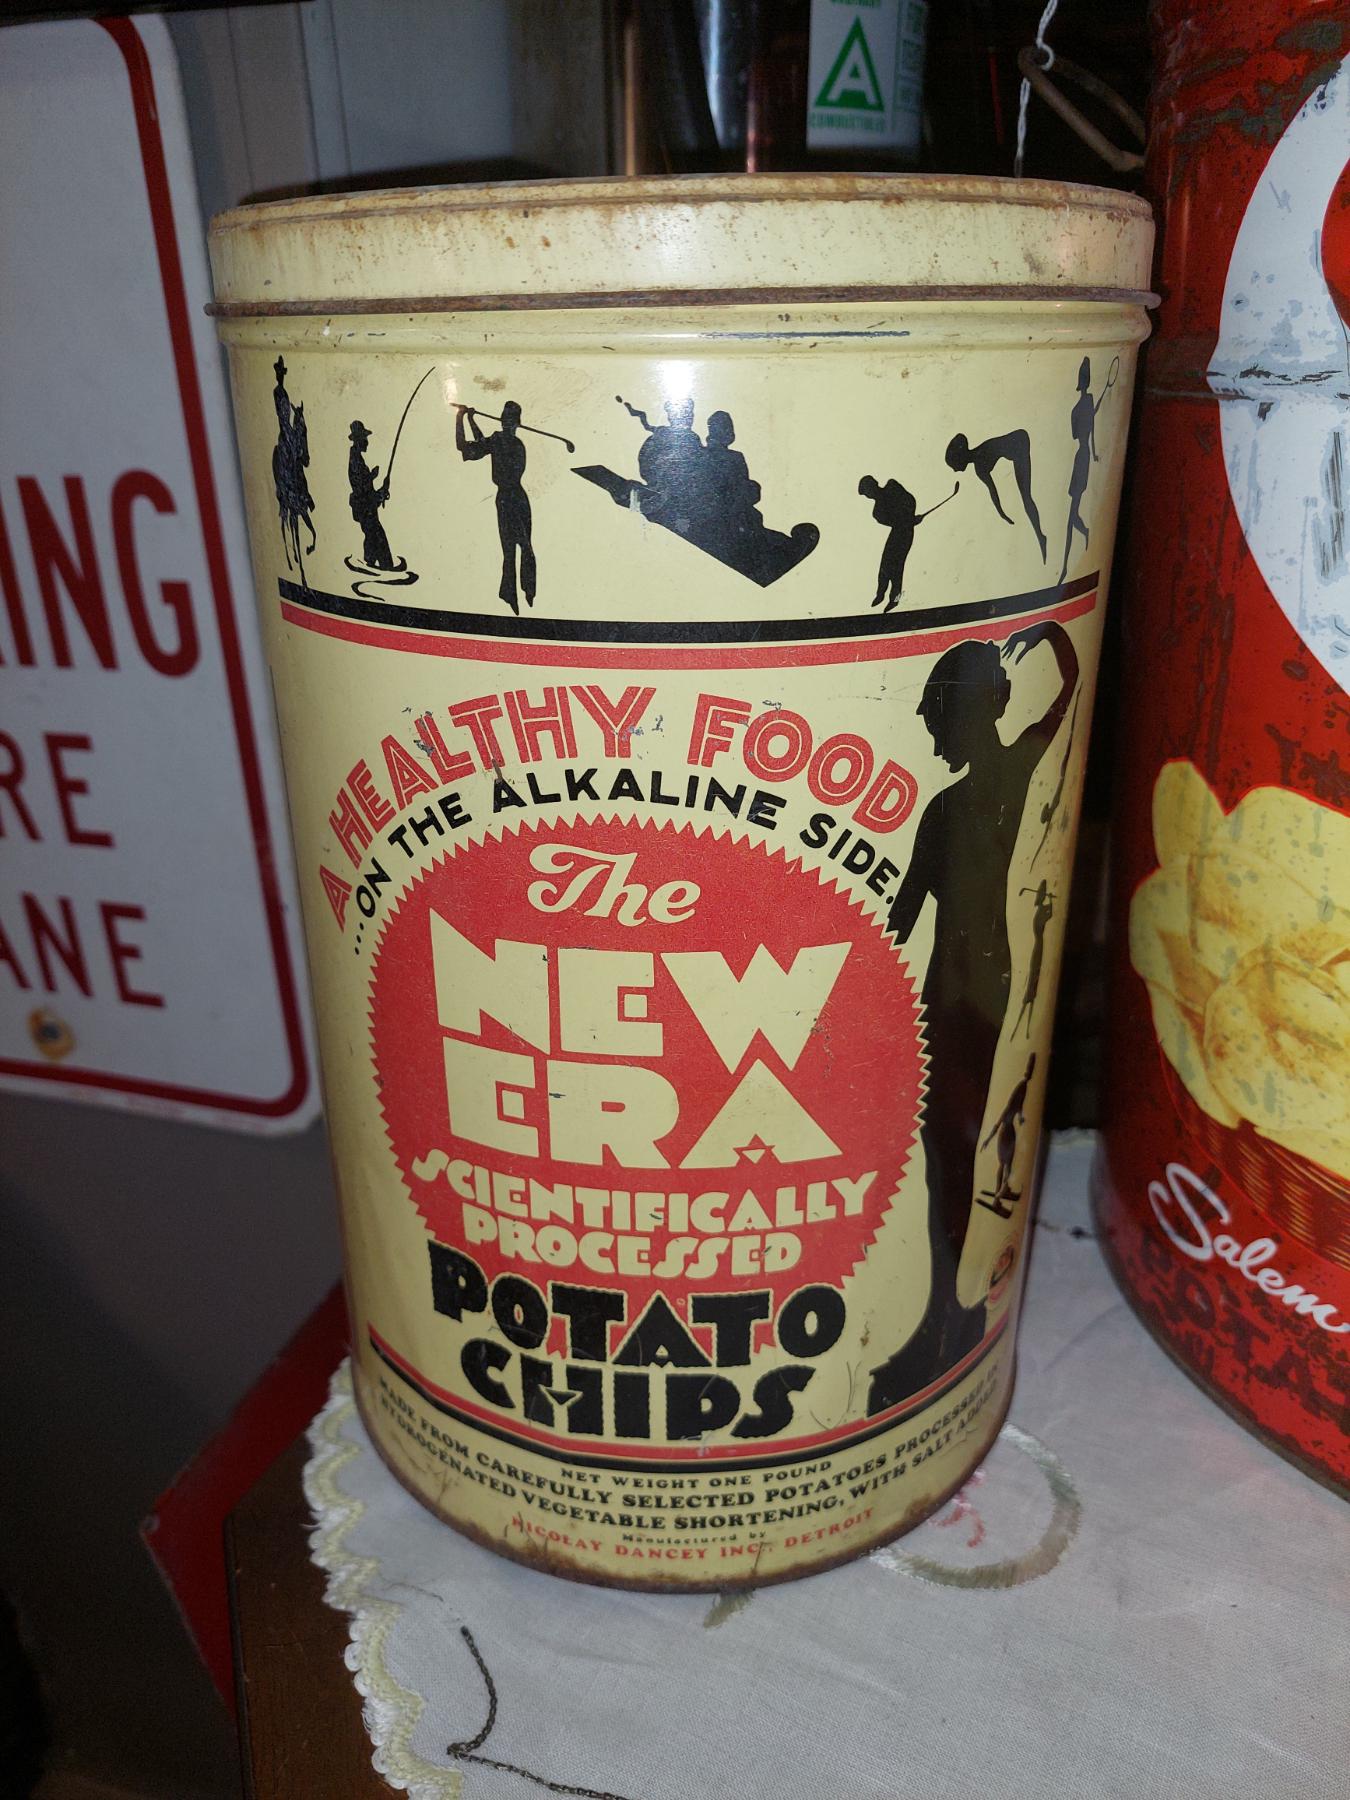 ING
RE
ANE
A
COMBUSTIBLES
A HEALTHY FOOD
...ON THE ALKALINE SIDE.
The
NEW
ERA
SCIENTIFICALLY
PROCESSED
POTATO
CHIPS
NET WEIGHT ONE POUND
MADE FROM CAREFULLY SELECTED POTATOES PROCESSED IN
HYDROGENATED VEGETABLE SHORTENING, WITH SALT ADDED
Manufactured by
NICOLAY DANCEY INC., DETROIT
Salem